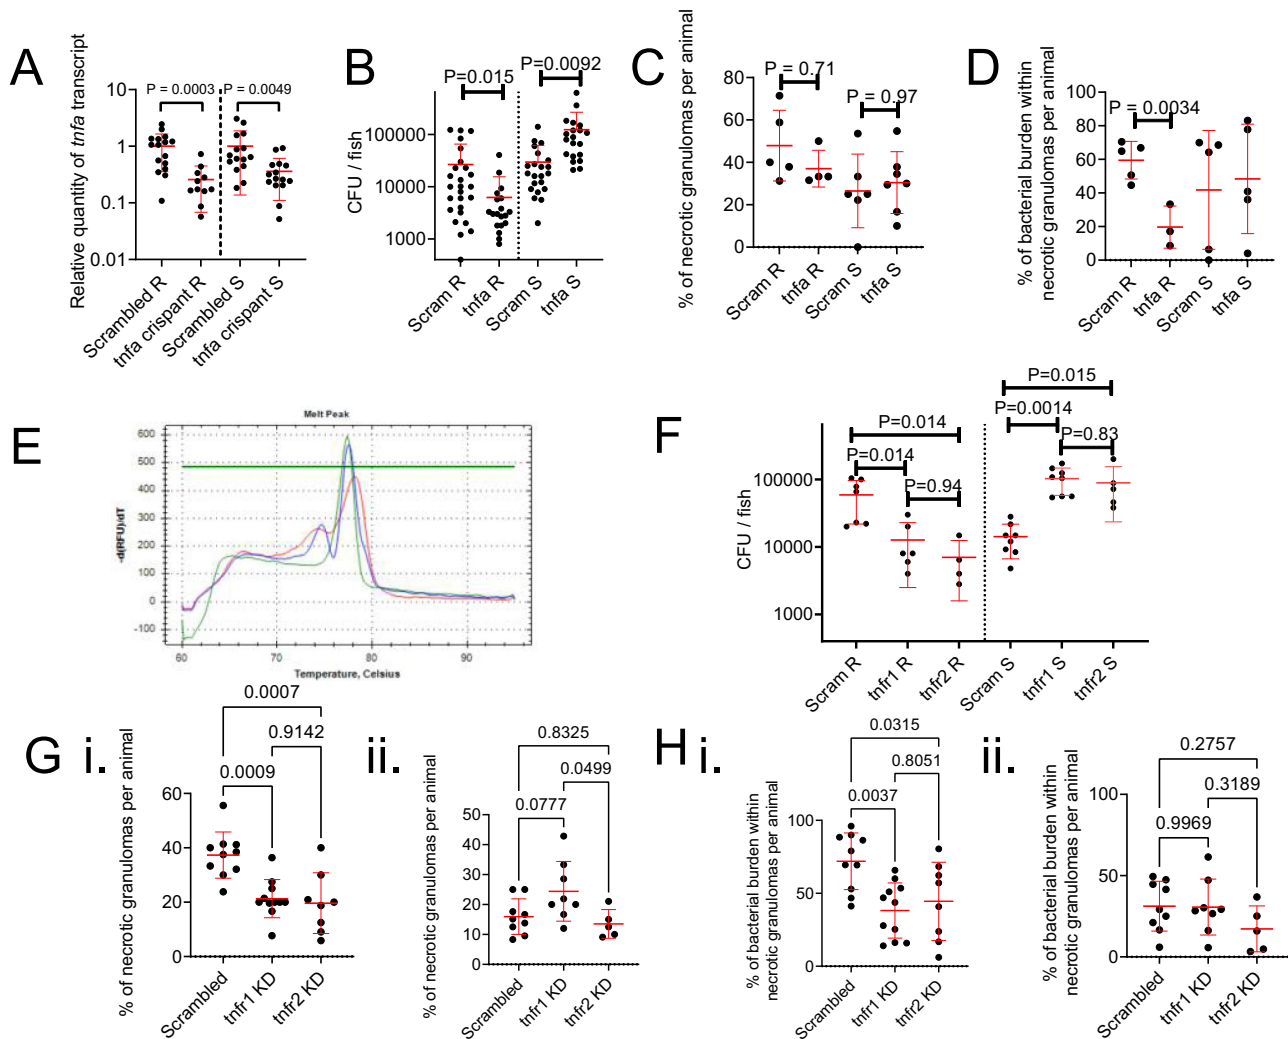 A
Relative quantity of tnfa transcript
P = 0.0003
P = 0.0049
10
1
0.1
0.01
Scrambled R
tnfa crispant R
Scrambled S
tnfa crispant S
B
CFU / fish
P=0.015
P=0.0092
100000
10000
1000
Scram R
tnfa R
Scram S
tnfa S
C
% of necrotic granulomas per animal
P = 0.71
P = 0.97
80
60
40
20
0
Scram R
tnfa R
Scram S
tnfa S
D
% of bacterial burden within
necrotic granulomas per animal
P = 0.0034
100
80
60
40
20
0
Scram R
tnfa R
Scram S
tnfa S
E
Melt Peak
-d(RFU)/dT
600
500
400
300
200
100
0
-100
60
70
80
90
Temperature, Celsius
F
CFU / fish
P=0.014
P=0.014
P=0.94
P=0.015
P=0.0014
P=0.83
100000
10000
1000
Scram R
tnfr1 R
tnfr2 R
Scram S
tnfr1 S
tnfr2 S
G
i.
% of necrotic granulomas per animal
0.0007
0.9142
0.0009
60
40
20
0
Scrambled
tnfr1 KD
tnfr2 KD
ii.
% of necrotic granulomas per animal
0.8325
0.0499
0.0777
50
40
30
20
10
0
Scrambled
tnfr1 KD
tnfr2 KD
H
i.
% of bacterial burden within
necrotic granulomas per animal
0.0315
0.8051
0.0037
100
50
0
Scrambled
tnfr1 KD
tnfr2 KD
ii.
% of bacterial burden within
necrotic granulomas per animal
0.2757
0.3189
0.9969
100
50
0
Scrambled
tnfr1 KD
tnfr2 KD